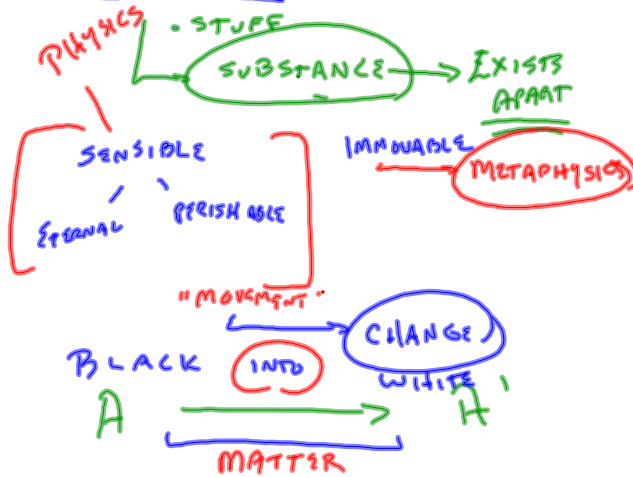 PHYSICS
• STUFF
SUBSTANCE → EXISTS
APART
SENSIBLE
IMMOVABLE
METAPHYSICS
ETERNAL
PERISHABLE
"MOVEMENT"
CHANGE
BLACK INTO
WHITE
A → A'
MATTER